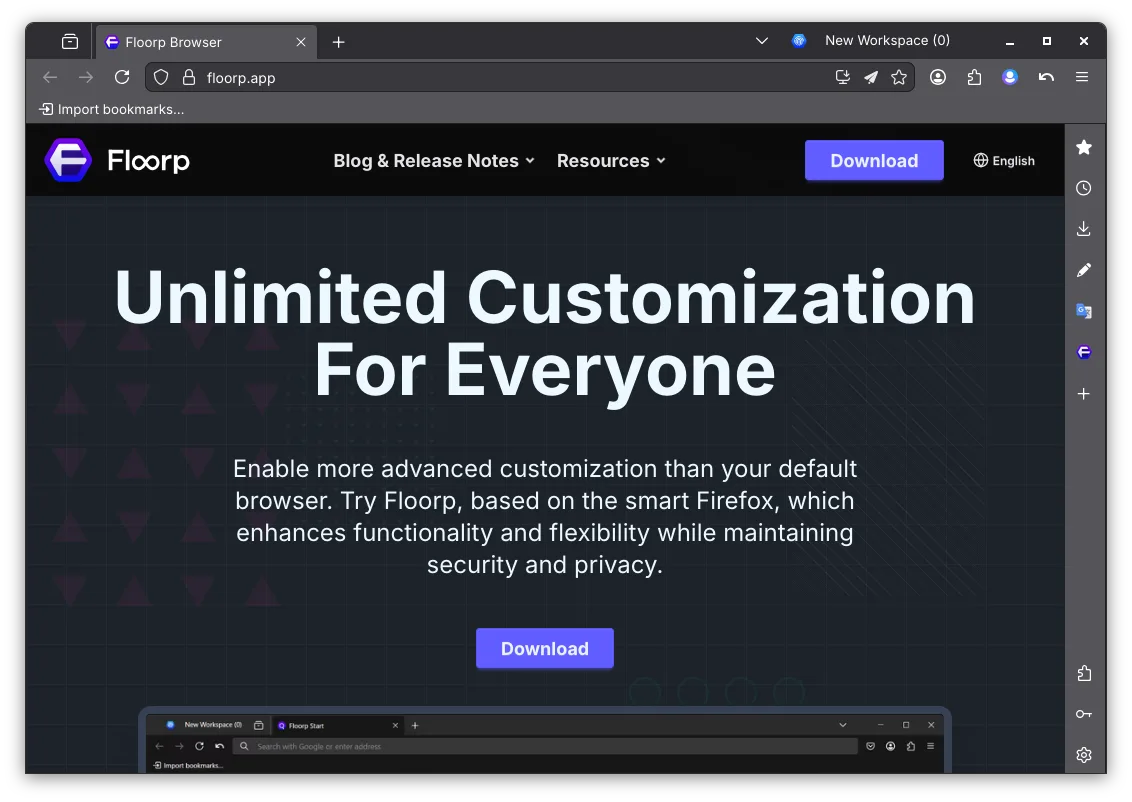 Floorp Browser
New Workspace (0)
floorp.app
Import bookmarks...
Floorp
Blog & Release Notes
Resources
Download
English
Unlimited Customization
For Everyone
Enable more advanced customization than your default
browser. Try Floorp, based on the smart Firefox, which
enhances functionality and flexibility while maintaining
security and privacy.
Download
New Workspace (0)
Floorp Start
Search with Google or enter address
Import bookmarks...